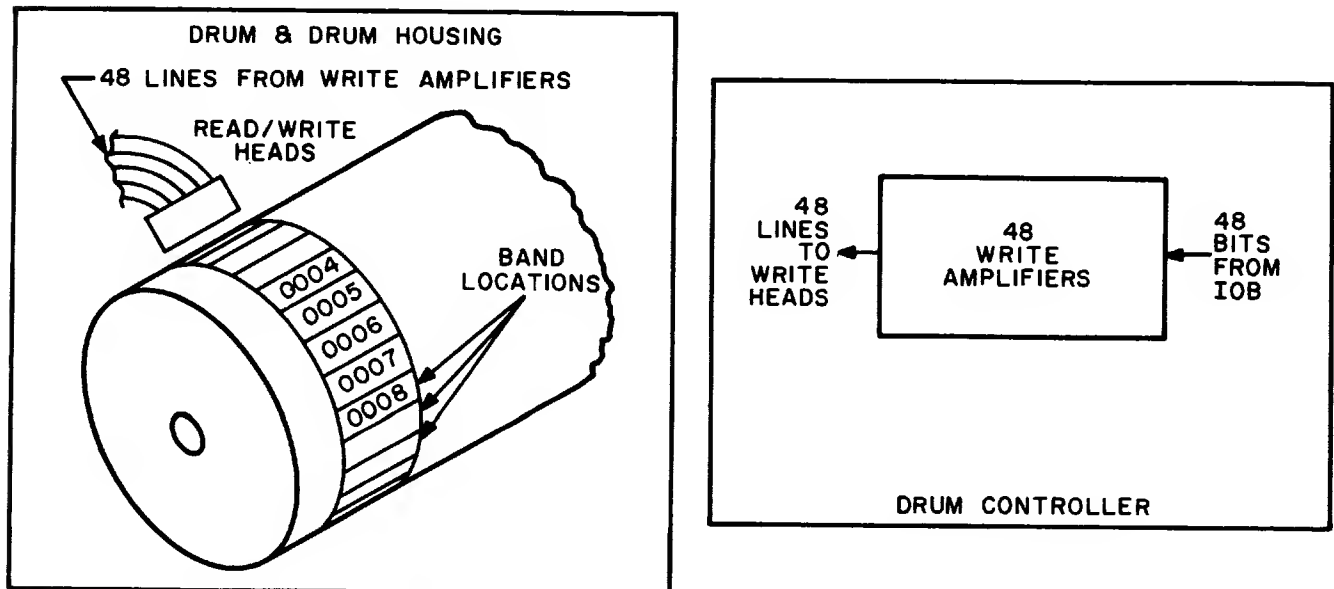 DRUM & DRUM HOUSING
48 LINES FROM WRITE AMPLIFIERS
READ/WRITE
HEADS
0004
0005
0006
0007
0008
BAND
LOCATIONS
48
LINES
TO
WRITE
HEADS
48
WRITE
AMPLIFIERS
48
BITS
FROM
IOB
DRUM CONTROLLER